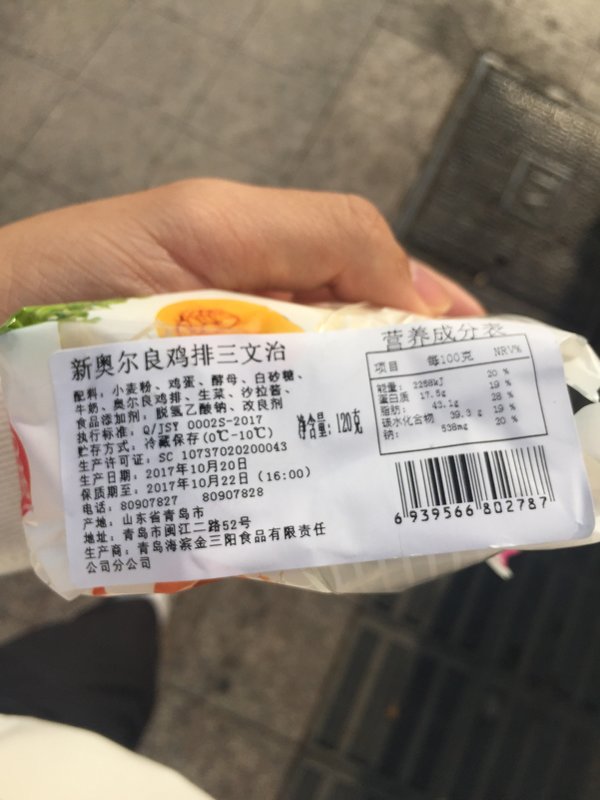 新奥尔良鸡排三文治
配料：小麦粉、鸡蛋、酵母、白砂糖、
牛奶、奥尔良鸡排、生菜、沙拉酱、
食品添加剂：脱氢乙酸钠、改良剂
执行标准：Q/JSY 0002S-2017
贮存方式：冷藏保存(0℃-10℃)
生产许可证：SC 10737020200043
生产日期：2017年10月20日
保质期至：2017年10月22日(16:00)
电话：80907827 80907828
产地：山东省青岛市
地址：青岛市闽江二路52号
生产商：青岛海滨金三阳食品有限责任
公司分公司
净含量：120克
营养成分表
项目 每100克 NRV%
能量： 2258kJ 20 %
蛋白质 17.5g 19 %
脂肪： 43.1g 28 %
碳水化合物 39.3 g 19 %
钠： 538mg 20 %
6 939566 802787